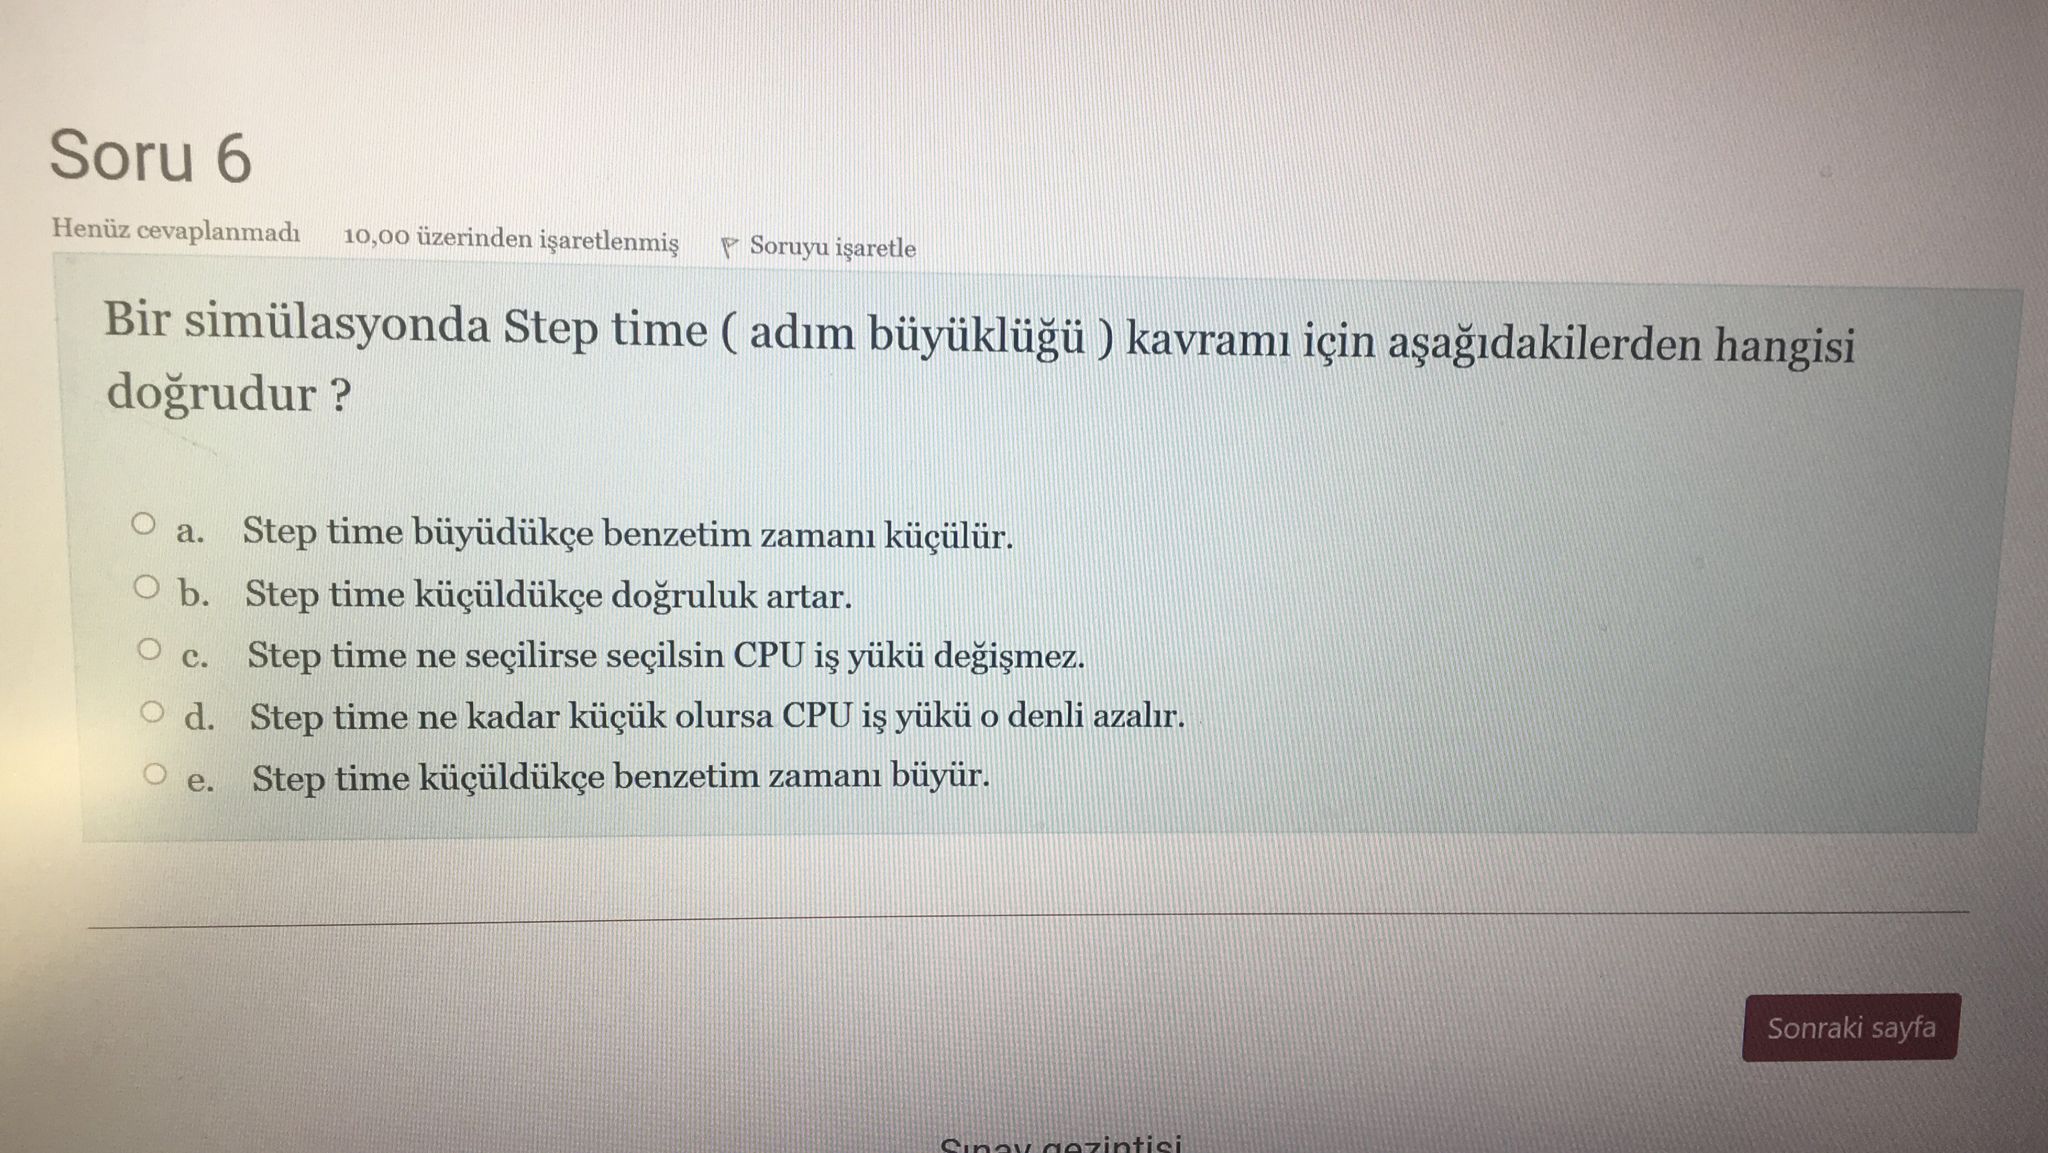 Soru 6
Henüz cevaplanmadı 10,00 üzerinden işaretlenmiş Soruyu işaretle
Bir simülasyonda Step time ( adım büyüklüğü ) kavramı için aşağıdakilerden hangisi
doğrudur ?
a. Step time büyüdükçe benzetim zamanı küçülür.
b. Step time küçüldükçe doğruluk artar.
c. Step time ne seçilirse seçilsin CPU iş yükü değişmez.
d. Step time ne kadar küçük olursa CPU iş yükü o denli azalır.
e. Step time küçüldükçe benzetim zamanı büyür.
Sonraki sayfa
Sınav gezintisi